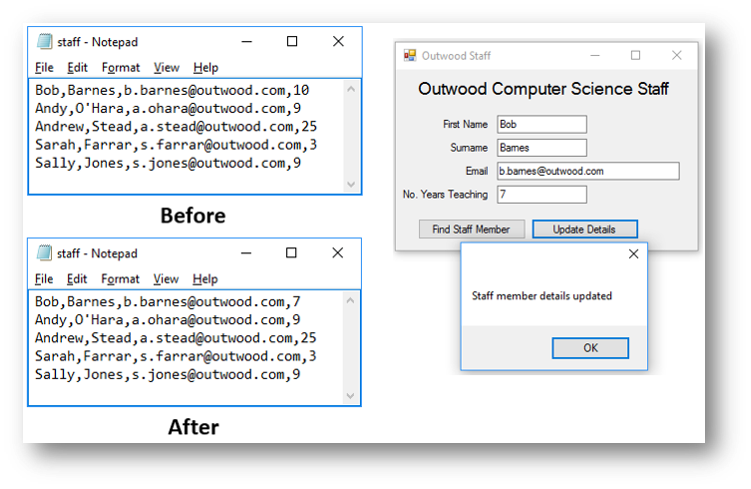 staff - Notepad
File Edit Format View Help
Bob,Barnes,b.barnes@outwood.com,10
Andy,O'Hara,a.ohara@outwood.com,9
Andrew,Stead,a.stead@outwood.com,25
Sarah,Farrar,s.farrar@outwood.com,3
Sally,Jones,s.jones@outwood.com,9
Before
staff - Notepad
File Edit Format View Help
Bob,Barnes,b.barnes@outwood.com,7
Andy,O'Hara,a.ohara@outwood.com,9
Andrew,Stead,a.stead@outwood.com,25
Sarah,Farrar,s.farrar@outwood.com,3
Sally,Jones,s.jones@outwood.com,9
After
Outwood Staff
Outwood Computer Science Staff
First Name Bob
Surname Barnes
Email b.barnes@outwood.com
No. Years Teaching 7
Find Staff Member Update Details
Staff member details updated
OK